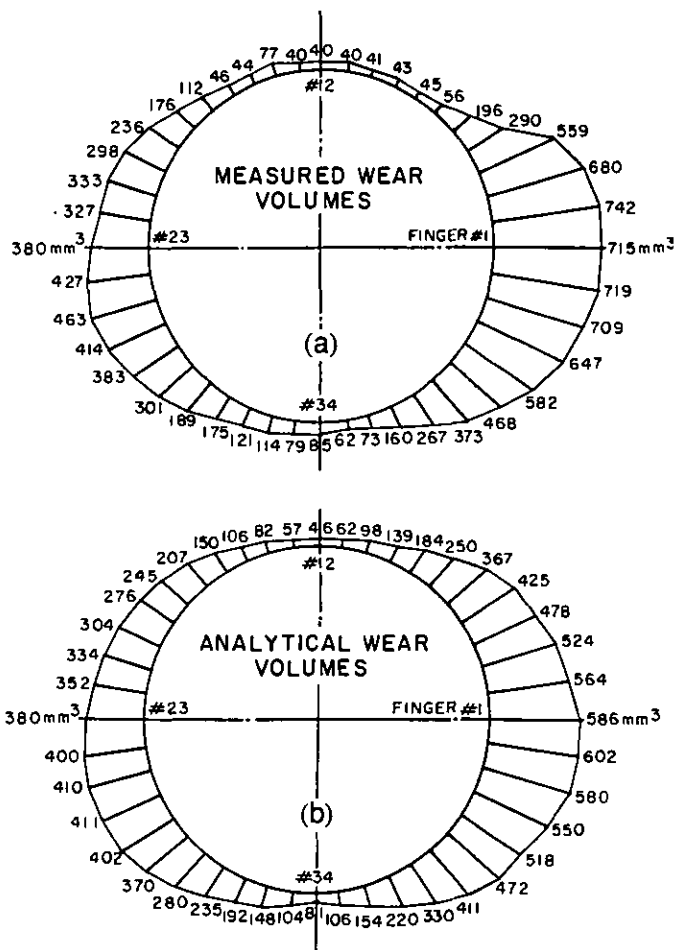 77 40 40 40 41 43 45 56 196 290 559 680 742
44 46 112 176 236 298 333 327
#12
MEASURED WEAR
VOLUMES
380mm³ #23 FINGER #1 715mm³
(a)
427 463 414 383 301 189 175 121 114 79 85 62 73 160 267 373 468 582 647 709 719
#34
82 57 46 62 98 139 184 250 367 425 478 524 564
106 150 207 245 276 304 334 352
#12
ANALYTICAL WEAR
VOLUMES
380mm³ #23 FINGER #1 586mm³
(b)
400 410 411 402 370 280 235 192 148 104 81 106 154 220 330 411 472 518 550 580 602
#34